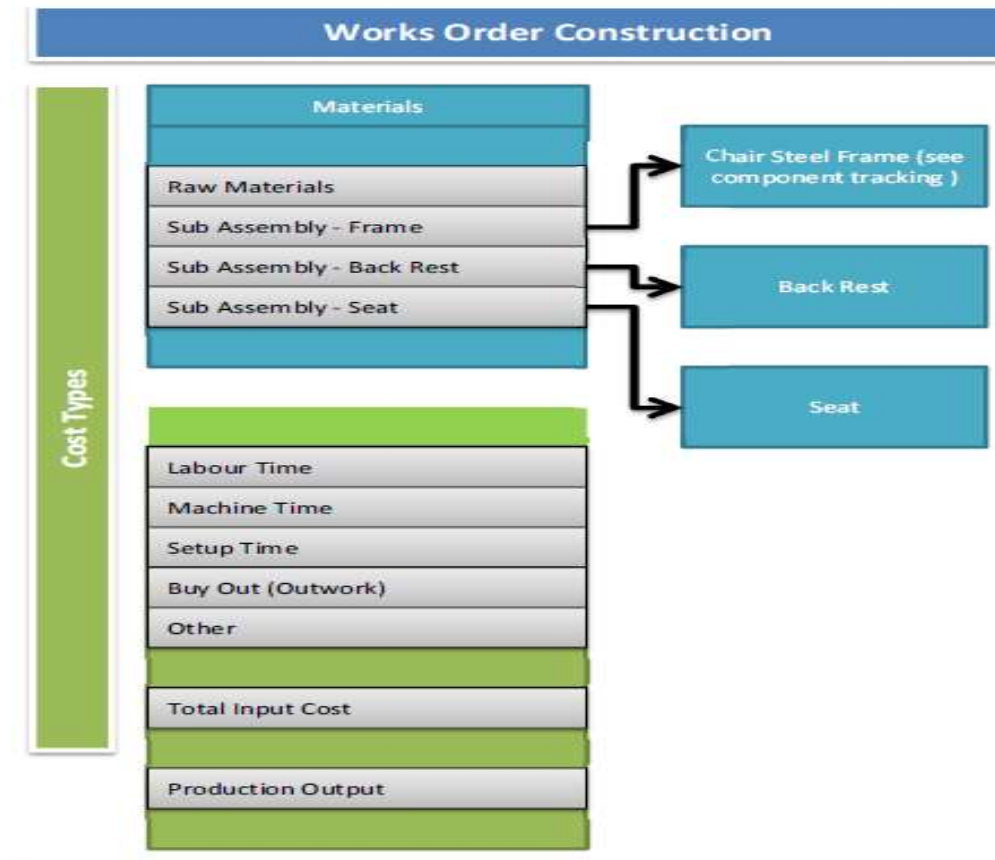 Works Order Construction
Cost Types
Materials
Raw Materials
Sub Assembly - Frame
Sub Assembly - Back Rest
Sub Assembly - Seat
Chair Steel Frame (see
component tracking )
Back Rest
Seat
Labour Time
Machine Time
Setup Time
Buy Out (Outwork)
Other
Total Input Cost
Production Output